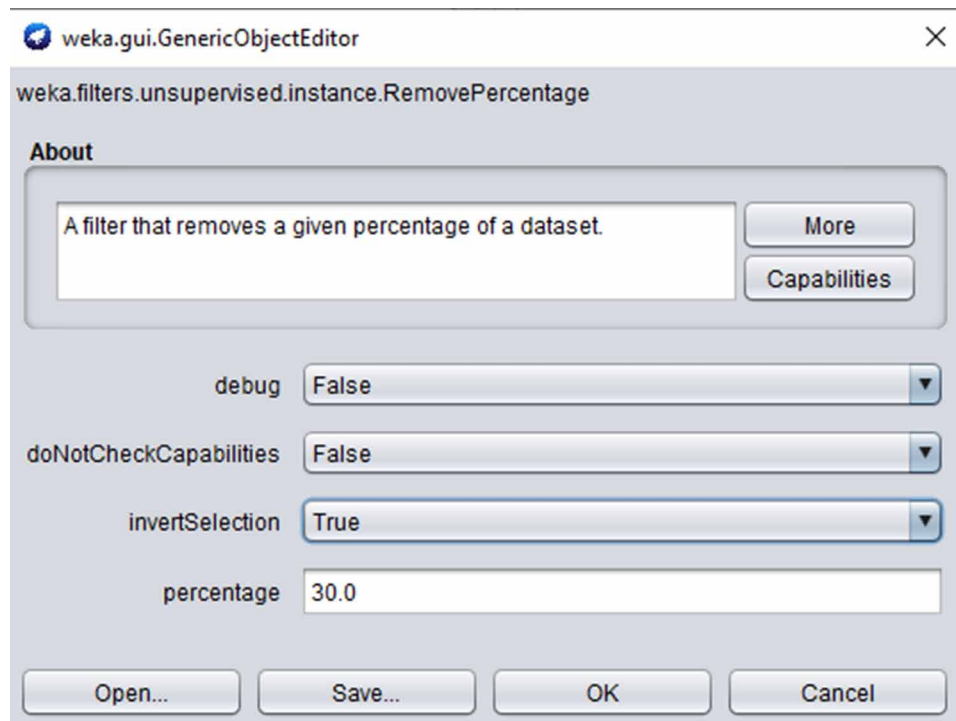 weka.gui.GenericObjectEditor
weka.filters.unsupervised.instance.RemovePercentage
About
A filter that removes a given percentage of a dataset.
More
Capabilities
debug False
doNotCheckCapabilities False
invertSelection True
percentage 30.0
Open... Save... OK Cancel